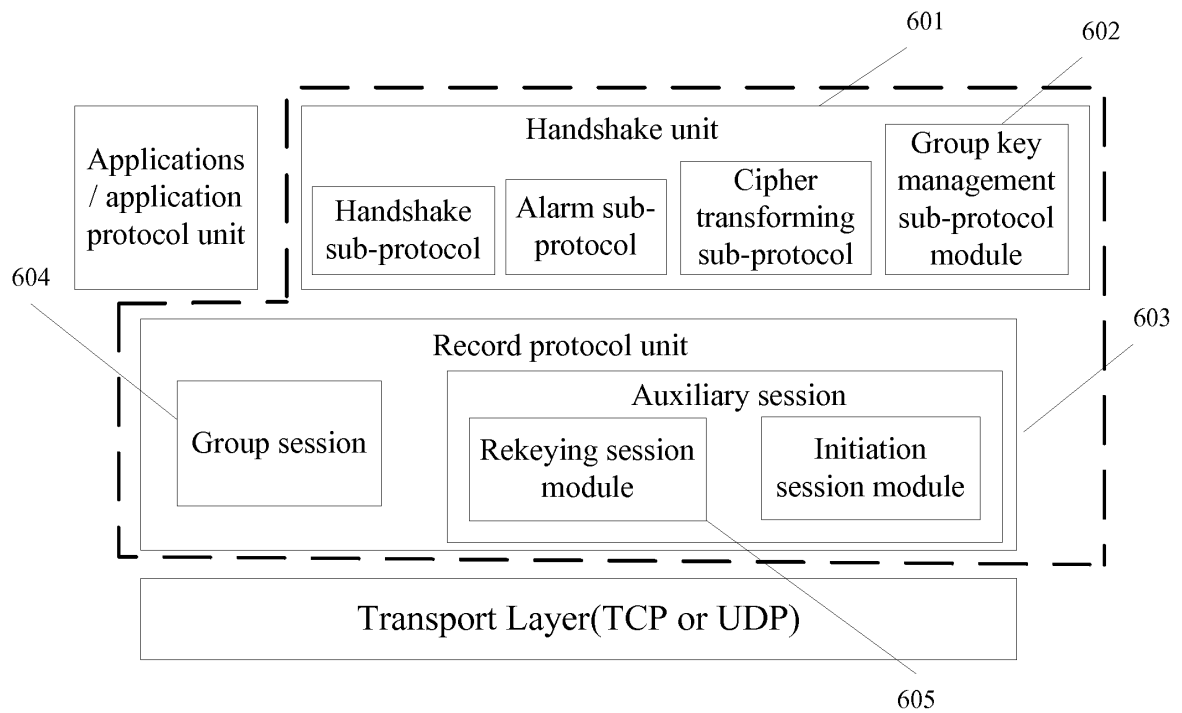 601
602
Handshake unit
Applications
/ application
protocol unit
Handshake
sub-protocol
Alarm sub-
protocol
Cipher
transforming
sub-protocol
Group key
management
sub-protocol
module
604
603
Record protocol unit
Group session
Auxiliary session
Rekeying session
module
Initiation
session module
Transport Layer(TCP or UDP)
605